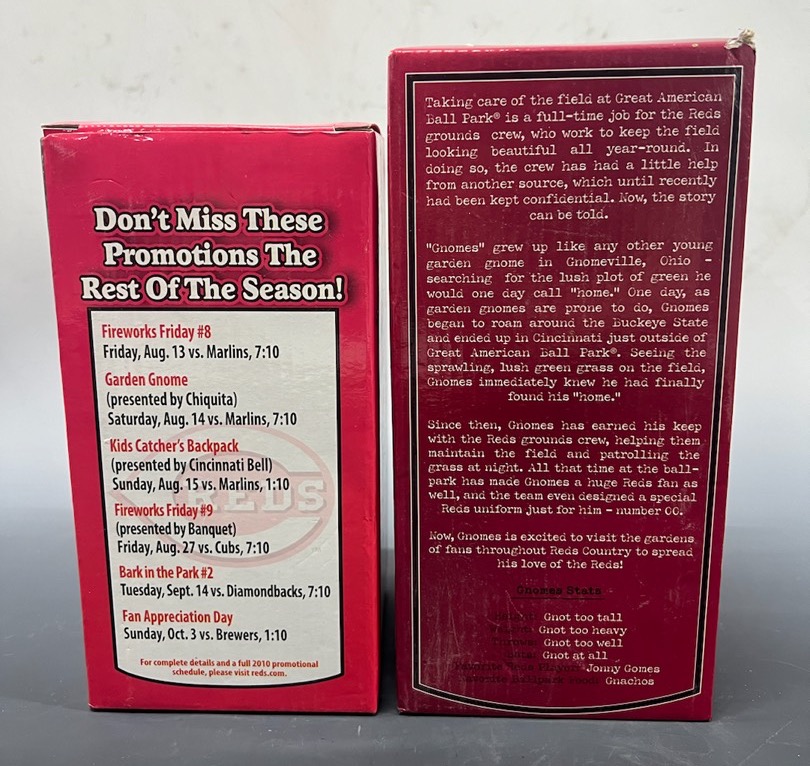 Don't Miss These
Promotions The
Rest Of The Season!
Fireworks Friday #8
Friday, Aug. 13 vs. Marlins, 7:10
Garden Gnome
(presented by Chiquita)
Saturday, Aug. 14 vs. Marlins, 7:10
Kids Catcher's Backpack
(presented by Cincinnati Bell)
Sunday, Aug. 15 vs. Marlins, 1:10
REDS
Fireworks Friday #9
(presented by Banquet)
Friday, Aug. 27 vs. Cubs, 7:10
Bark in the Park #2
Tuesday, Sept. 14 vs. Diamondbacks, 7:10
Fan Appreciation Day
Sunday, Oct. 3 vs. Brewers, 1:10
For complete details and a full 2010 promotional
schedule, please visit reds.com.
Taking care of the field at Great American
Ball Park® is a full-time job for the Reds
grounds crew, who work to keep the field
looking beautiful all year-round. In
doing so, the crew has had a little help
from another source, which until recently
had been kept confidential. Now, the story
can be told.
"Gnomes" grew up like any other young
garden gnome in Gnomeville, Ohio –
searching for the lush plot of green he
would one day call "home." One day, as
garden gnomes are prone to do, Gnomes
began to roam around the Buckeye State
and ended up in Cincinnati just outside of
Great American Ball Park®. Seeing the
sprawling, lush green grass on the field,
Gnomes immediately knew he had finally
found his "home."
Since then, Gnomes has earned his keep
with the Reds grounds crew, helping them
maintain the field and patrolling the
grass at night. All that time at the ball-
park has made Gnomes a huge Reds fan as
well, and the team even designed a special
Reds uniform just for him – number 00.
Now, Gnomes is excited to visit the gardens
of fans throughout Reds Country to spread
his love of the Reds!
Gnomes Stats
Gnot too tall
Gnot too heavy
Gnot too well
Gnot at all
Favorite Reds Player: Jonny Gomes
Favorite Ballpark Food: Gnachos